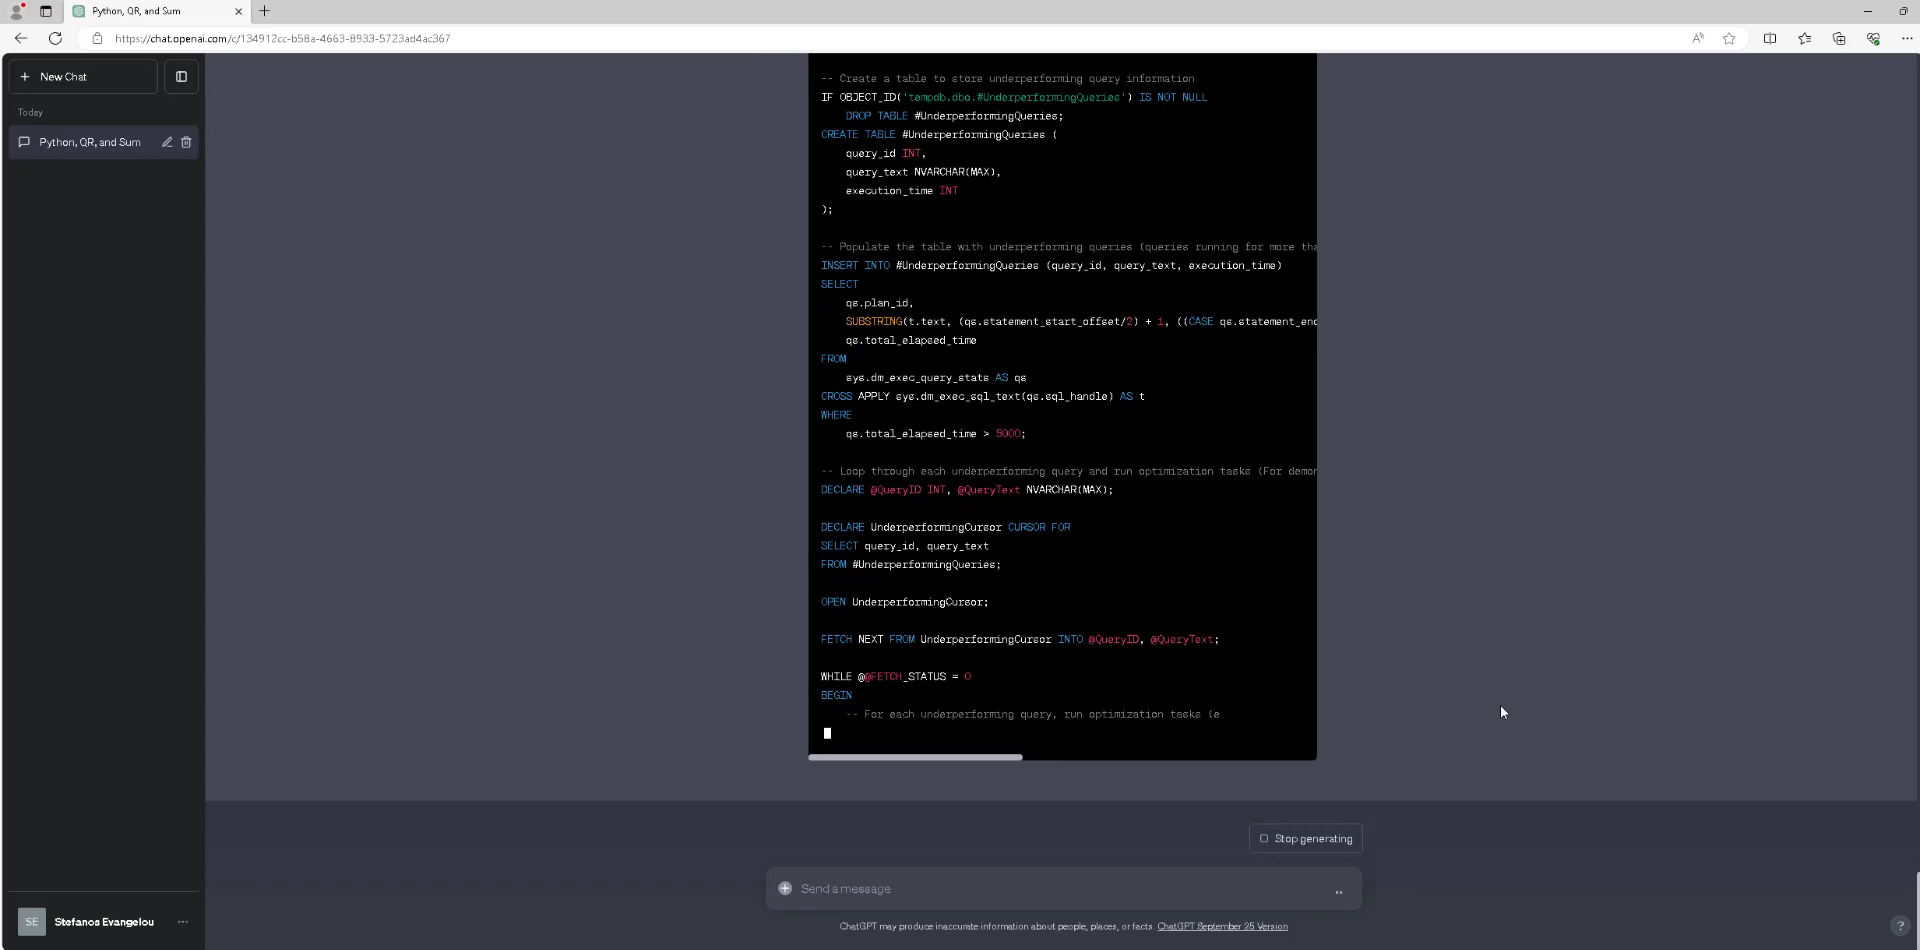 Python, QR, and Sum
https://chat.openai.com/c/134912cc-b58a-4663-8933-5723ad4ac367
New Chat
Today
Python, QR, and Sum
-- Create a table to store underperforming query information
IF OBJECT_ID('tempdb.dbo.#UnderperformingQueries') IS NOT NULL
DROP TABLE #UnderperformingQueries;
CREATE TABLE #UnderperformingQueries (
query_id INT,
query_text NVARCHAR(MAX),
execution_time INT
);
-- Populate the table with underperforming queries (queries running for more tha
INSERT INTO #UnderperformingQueries (query_id, query_text, execution_time)
SELECT
qs.plan_id,
SUBSTRING(t.text, (qs.statement_start_offset/2) + 1, ((CASE qs.statement_end
qs.total_elapsed_time
FROM
sys.dm_exec_query_stats AS qs
CROSS APPLY sys.dm_exec_sql_text(qs.sql_handle) AS t
WHERE
qs.total_elapsed_time > 5000;
-- Loop through each underperforming query and run optimization tasks (For demon
DECLARE @QueryID INT, @QueryText NVARCHAR(MAX);
DECLARE UnderperformingCursor CURSOR FOR
SELECT query_id, query_text
FROM #UnderperformingQueries;
OPEN UnderperformingCursor;
FETCH NEXT FROM UnderperformingCursor INTO @QueryID, @QueryText;
WHILE @@FETCH_STATUS = 0
BEGIN
-- For each underperforming query, run optimization tasks (e
Stop generating
Send a message
ChatGPT may produce inaccurate information about people, places, or facts. ChatGPT September 25 Version
SE Stefanos Evangelou
?